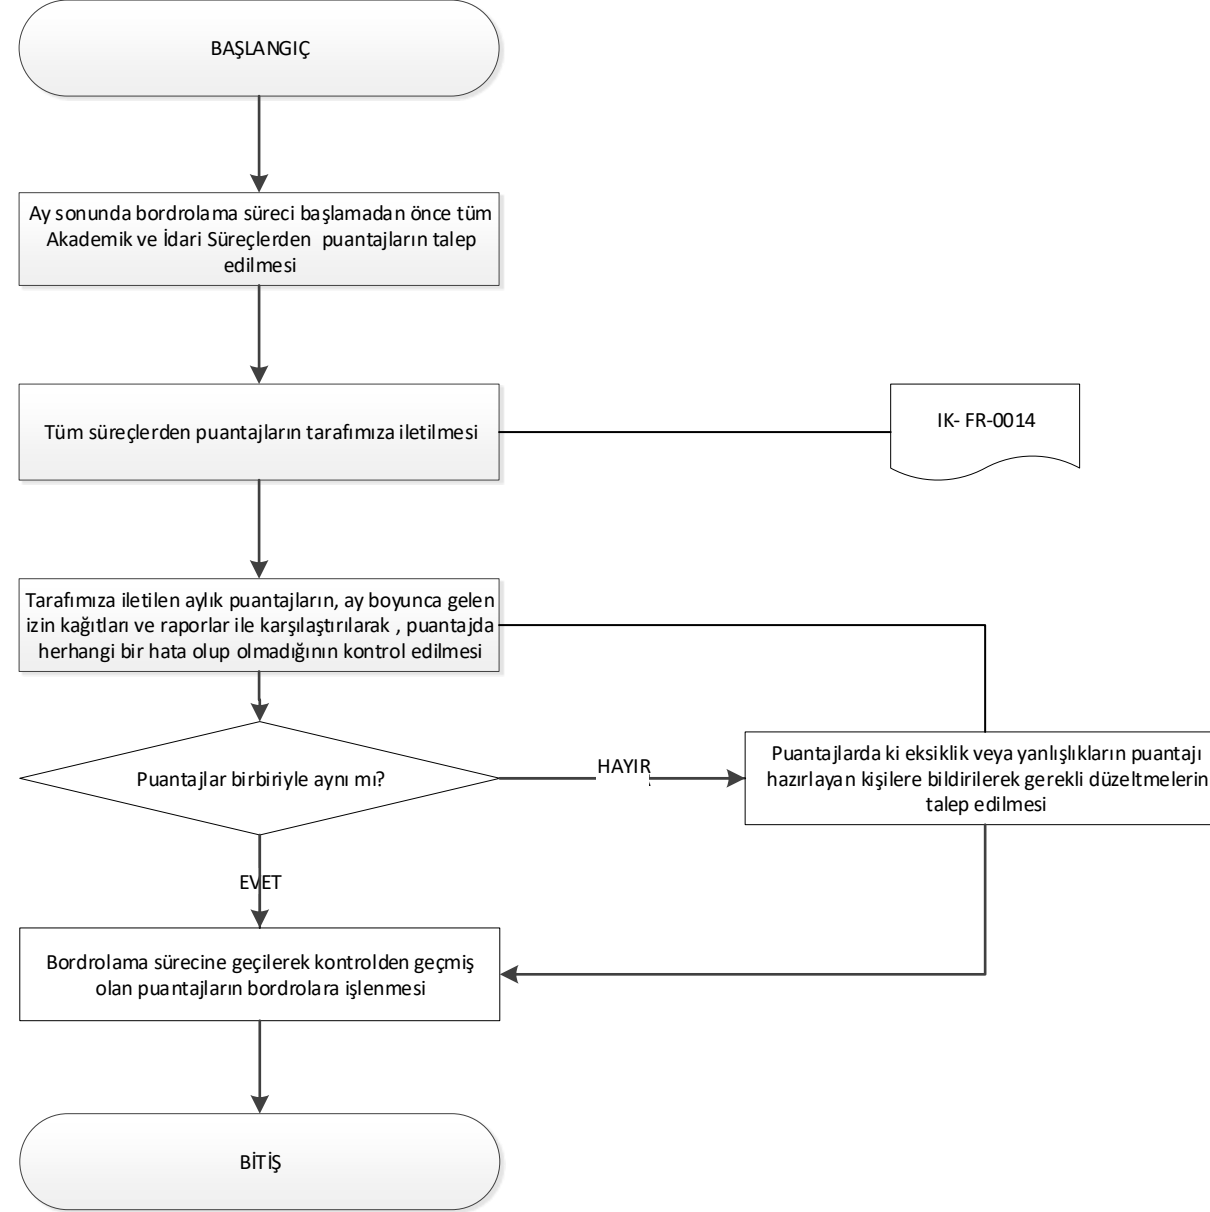 BAŞLANGIÇ
Ay sonunda bordrolama süreci başlamadan önce tüm
Akademik ve İdari Süreçlerden puantajların talep
edilmesi
Tüm süreçlerden puantajların tarafımıza iletilmesi
IK- FR-0014
Tarafımıza iletilen aylık puantajların, ay boyunca gelen
izin kağıtları ve raporlar ile karşılaştırılarak , puantajda
herhangi bir hata olup olmadığının kontrol edilmesi
Puantajlar birbiriyle aynı mı?
HAYIR
Puantajlarda ki eksiklik veya yanlışlıkların puantajı
hazırlayan kişilere bildirilerek gerekli düzeltmelerin
talep edilmesi
EVET
Bordrolama sürecine geçilerek kontrolden geçmiş
olan puantajların bordrolara işlenmesi
BİTİŞ